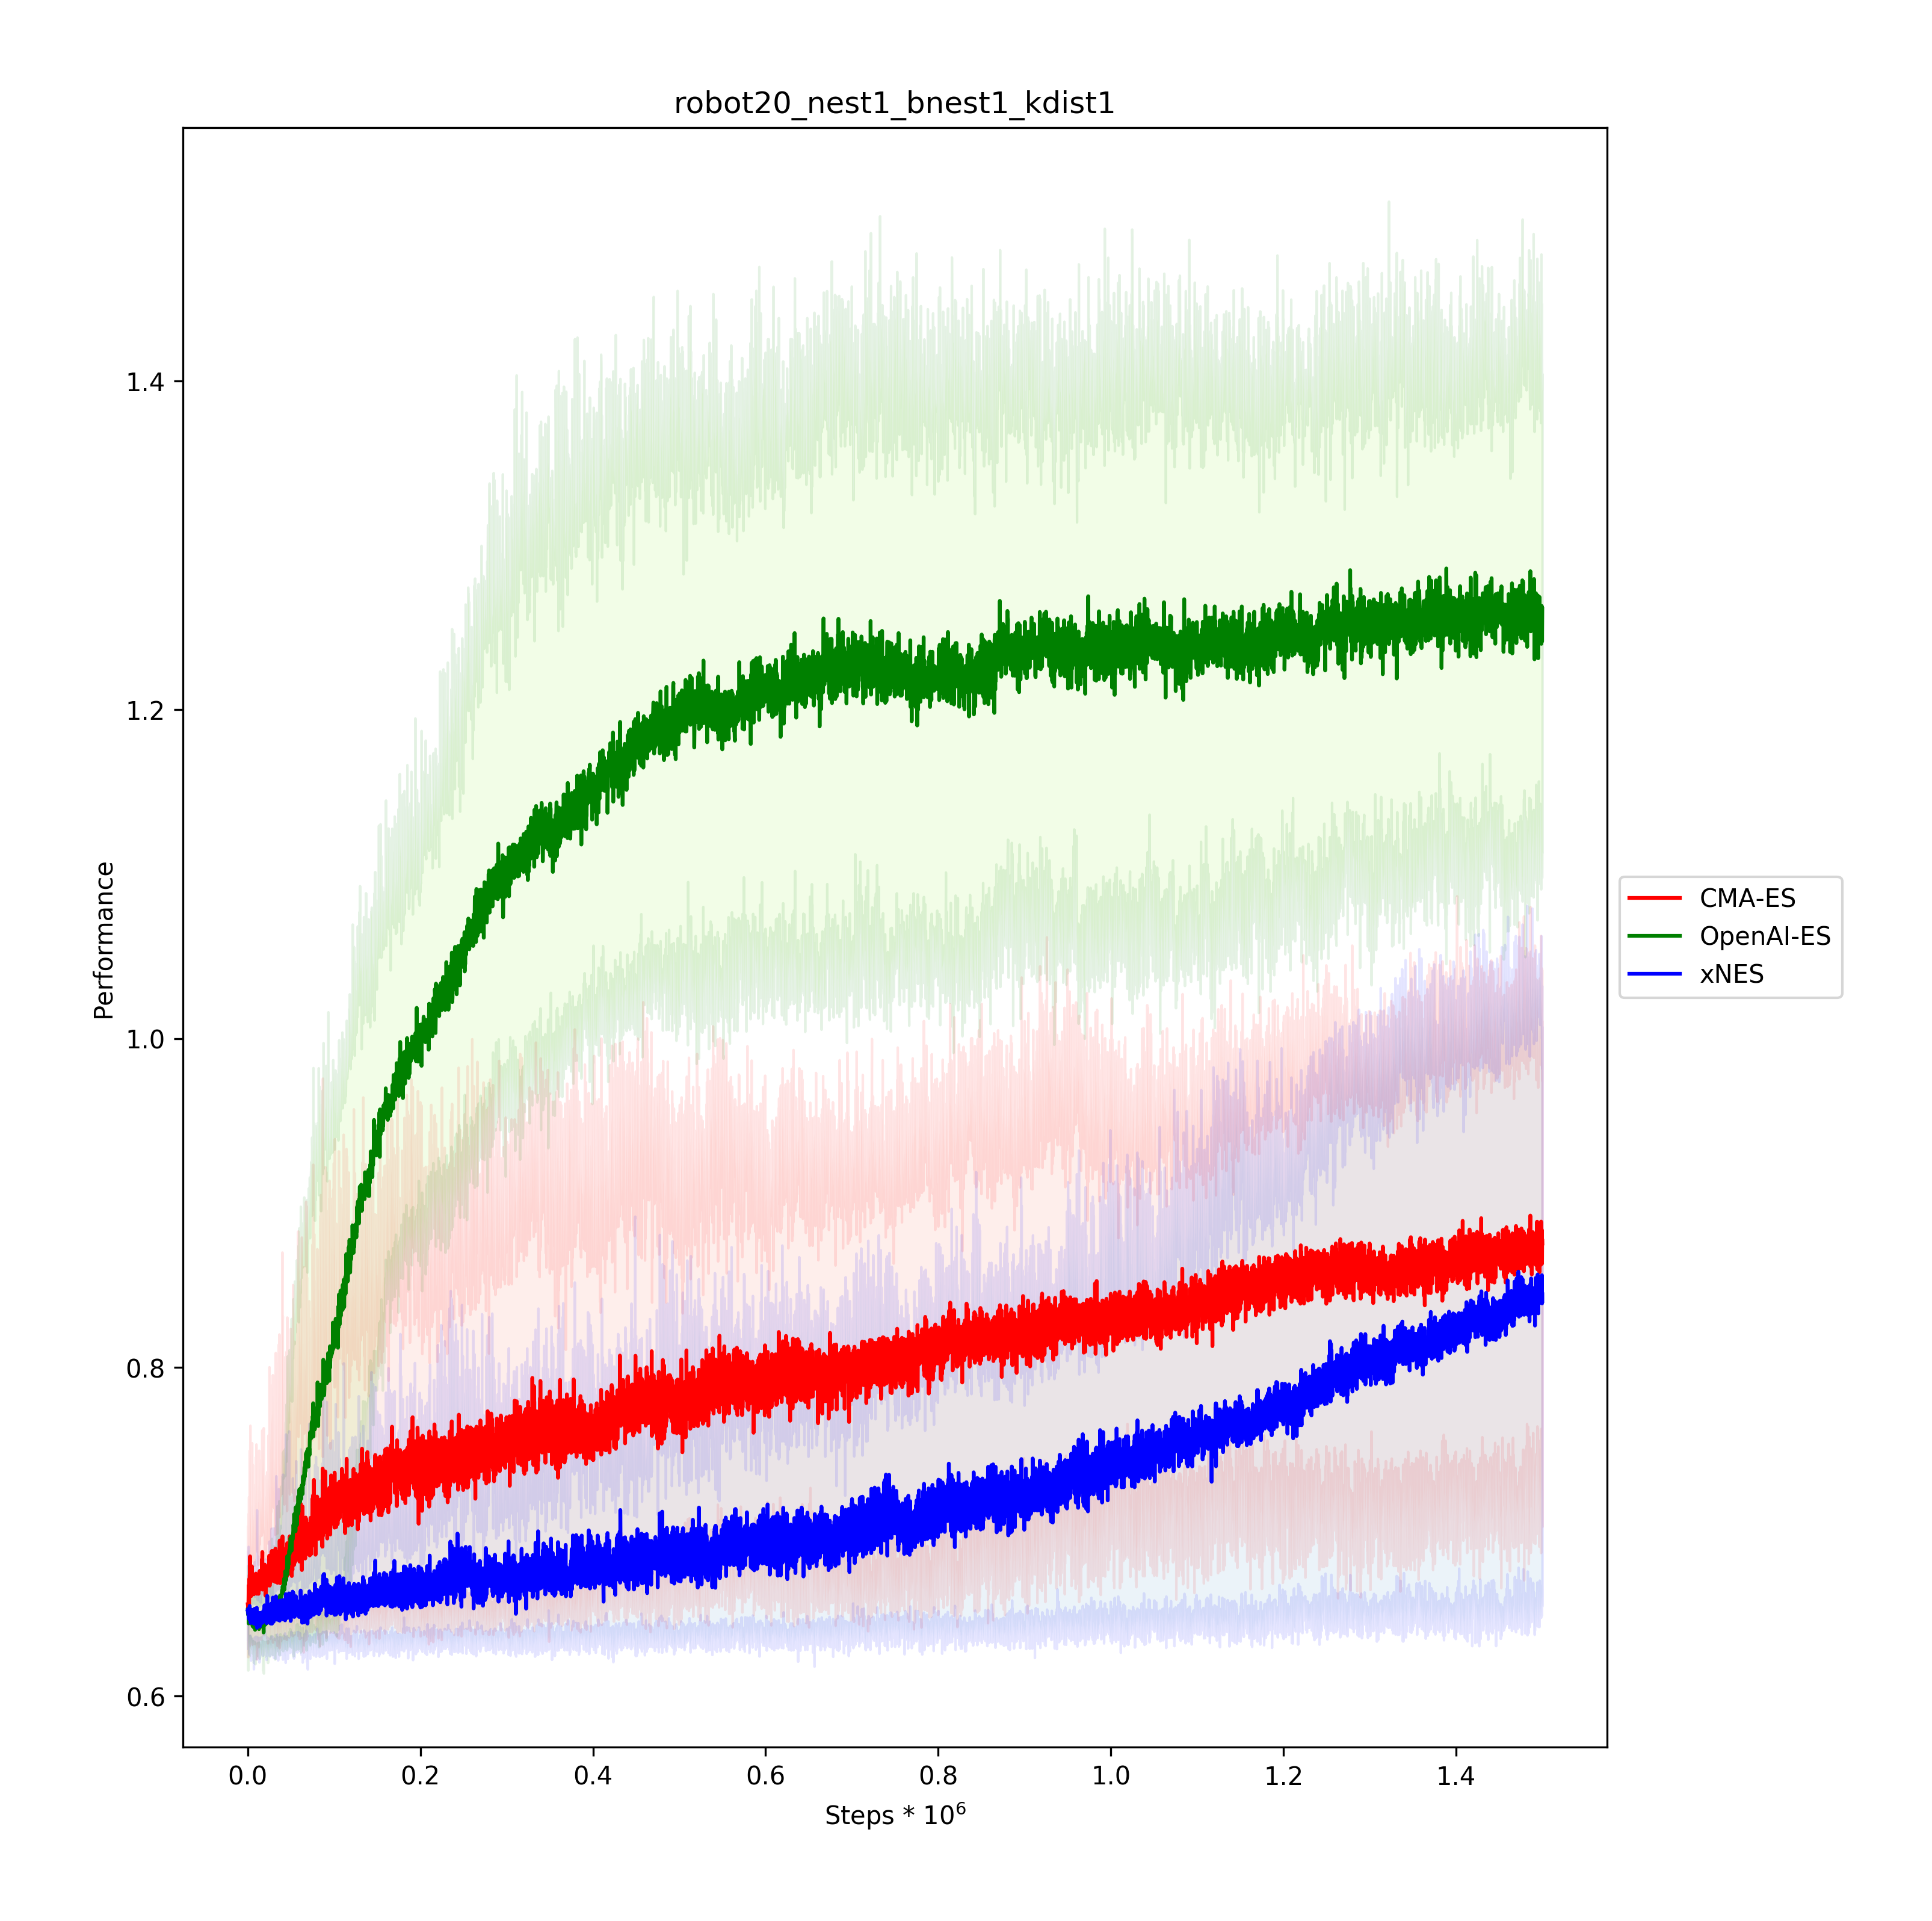 robot20_nest1_bnest1_kdist1
Performance
1.4
1.2
1.0
0.8
0.6
0.0 0.2 0.4 0.6 0.8 1.0 1.2 1.4
Steps * 10⁶
CMA-ES
OpenAI-ES
xNES